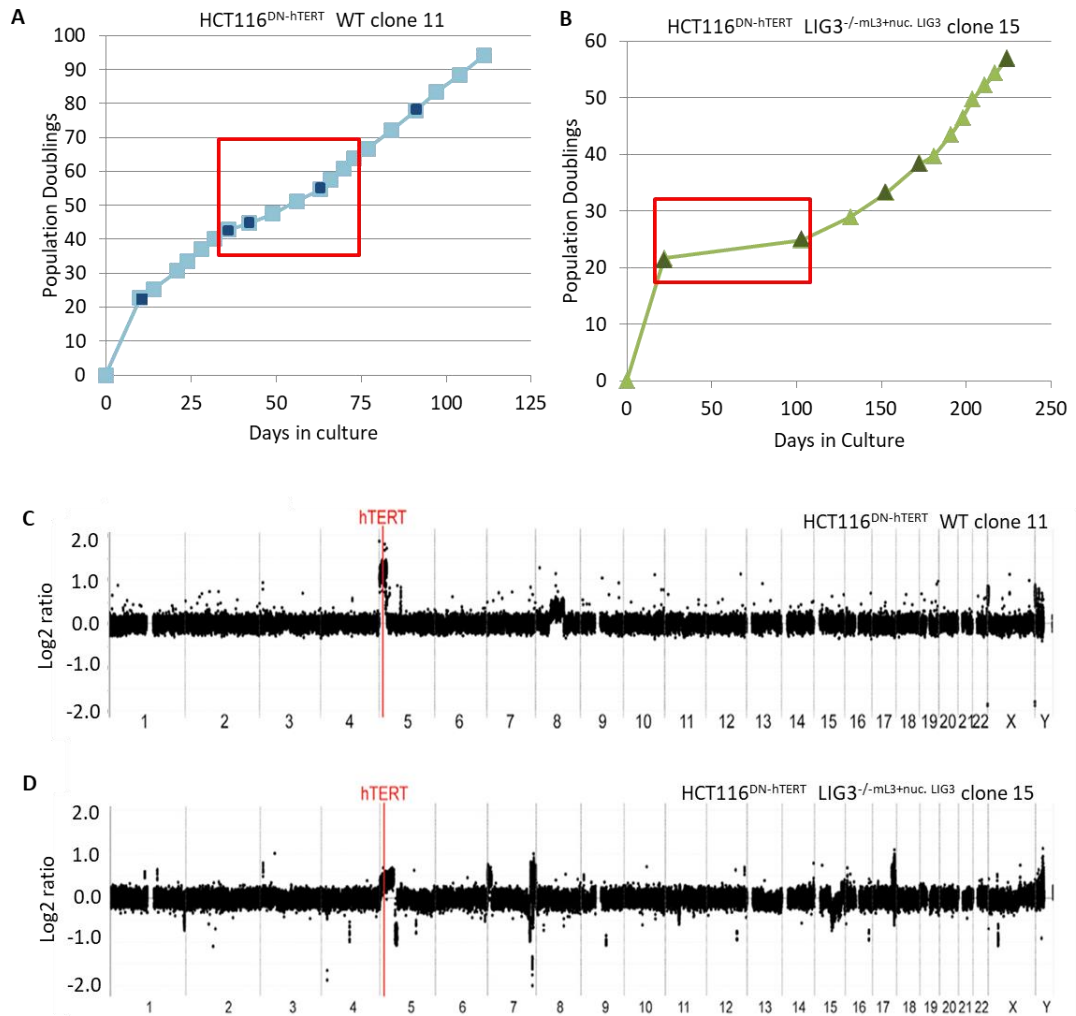 A
HCT116DN-hTERT WT clone 11
100
90
80
70
60
50
40
30
20
10
0
Population Doublings
0 25 50 75 100 125
Days in culture
B
HCT116DN-hTERT LIG3-/-mL3+nuc. LIG3 clone 15
60
50
40
30
20
10
0
Population Doublings
0 50 100 150 200 250
Days in Culture
C
hTERT
HCT116DN-hTERT WT clone 11
2.0
1.0
0.0
-1.0
-2.0
Log2 ratio
1 2 3 4 5 6 7 8 9 10 11 12 13 14 15 16 17 18 19 20 21 22 X Y
D
hTERT
HCT116DN-hTERT LIG3-/-mL3+nuc. LIG3 clone 15
2.0
1.0
0.0
-1.0
-2.0
Log2 ratio
1 2 3 4 5 6 7 8 9 10 11 12 13 14 15 16 17 18 19 20 21 22 X Y